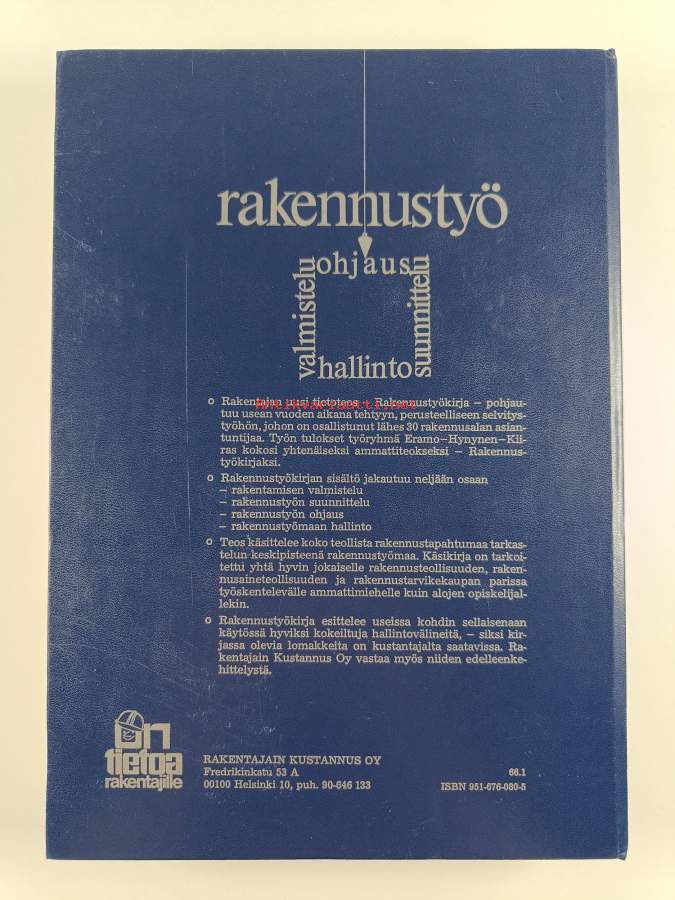 rakennustyö
ohjaus
valmistelu
suunnittelu
hallinto
o Rakentajan uusi tietoteos – Rakennustyökirja – pohjau-
tuu usean vuoden aikana tehtyyn, perusteelliseen selvitys-
työhön, johon on osallistunut lähes 30 rakennusalan asian-
tuntijaa. Työn tulokset työryhmä Eramo–Hynynen–Kii-
ras kokosi yhtenäiseksi ammattiteokseksi – Rakennus-
työkirjaksi.
o Rakennustyökirjan sisältö jakautuu neljään osaan
– rakentamisen valmistelu
– rakennustyön suunnittelu
– rakennustyön ohjaus
– rakennustyömaan hallinto
o Teos käsittelee koko teollista rakennustapahtumaa tarkas-
telun keskipisteenä rakennustyömaa. Käsikirja on tarkoi-
tettu yhtä hyvin jokaiselle rakennusteollisuuden, raken-
nusaineteollisuuden ja rakennustarvikekaupan parissa
työskentelevälle ammattimiehelle kuin alojen opiskelijal-
lekin.
o Rakennustyökirja esittelee useissa kohdin sellaisenaan
käytössä hyviksi kokeiltuja hallintovälineitä, – siksi kir-
jassa olevia lomakkeita on kustantajalta saatavissa. Ra-
kentajain Kustannus Oy vastaa myös niiden edelleenke-
hittelystä.
Antikvariaatti.net
on
tietoa
rakentajille
RAKENTAJAIN KUSTANNUS OY
Fredrikinkatu 53 A 66.1
00100 Helsinki 10, puh. 90-646 133 ISBN 951-676-080-5